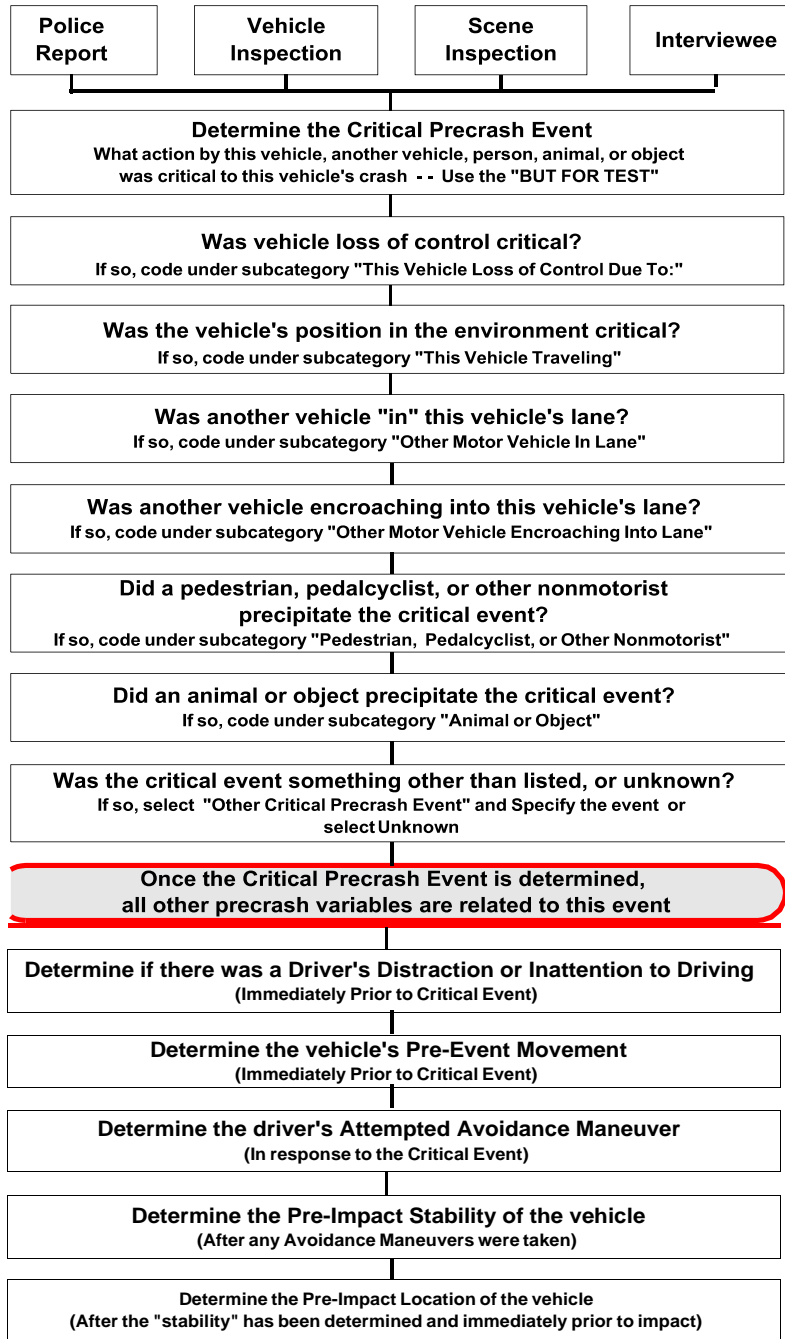 Police
Report
Vehicle
Inspection
Scene
Inspection
Interviewee
Determine the Critical Precrash Event
What action by this vehicle, another vehicle, person, animal, or object
was critical to this vehicle's crash - - Use the "BUT FOR TEST"
Was vehicle loss of control critical?
If so, code under subcategory "This Vehicle Loss of Control Due To:"
Was the vehicle's position in the environment critical?
If so, code under subcategory "This Vehicle Traveling"
Was another vehicle "in" this vehicle's lane?
If so, code under subcategory "Other Motor Vehicle In Lane"
Was another vehicle encroaching into this vehicle's lane?
If so, code under subcategory "Other Motor Vehicle Encroaching Into Lane"
Did a pedestrian, pedalcyclist, or other nonmotorist
precipitate the critical event?
If so, code under subcategory "Pedestrian, Pedalcyclist, or Other Nonmotorist"
Did an animal or object precipitate the critical event?
If so, code under subcategory "Animal or Object"
Was the critical event something other than listed, or unknown?
If so, select "Other Critical Precrash Event" and Specify the event or
select Unknown
Once the Critical Precrash Event is determined,
all other precrash variables are related to this event
Determine if there was a Driver's Distraction or Inattention to Driving
(Immediately Prior to Critical Event)
Determine the vehicle's Pre-Event Movement
(Immediately Prior to Critical Event)
Determine the driver's Attempted Avoidance Maneuver
(In response to the Critical Event)
Determine the Pre-Impact Stability of the vehicle
(After any Avoidance Maneuvers were taken)
Determine the Pre-Impact Location of the vehicle
(After the "stability" has been determined and immediately prior to impact)